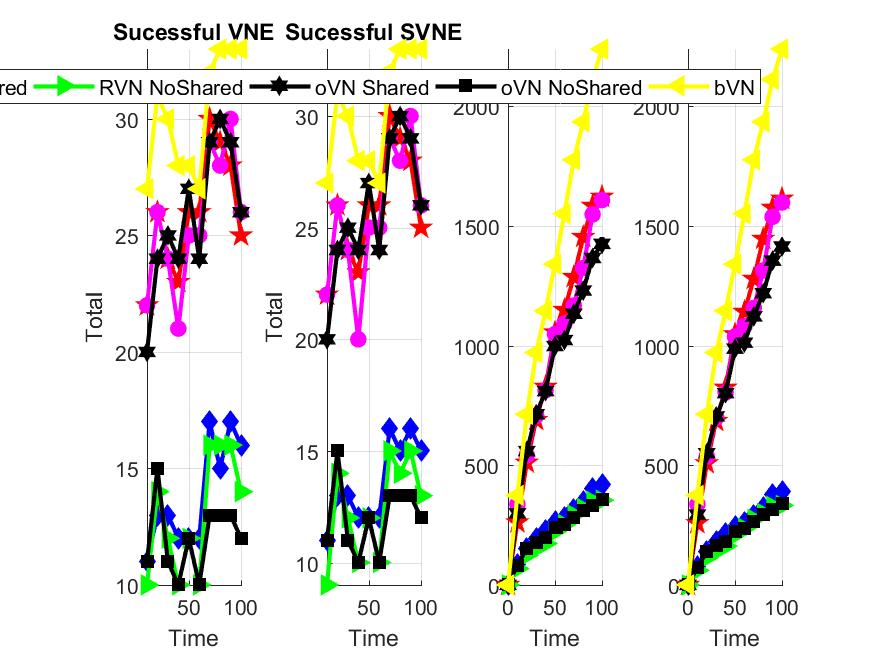 Sucessful VNE Sucessful SVNE
red RVN NoShared oVN Shared oVN NoShared bVN
30 30 2000 2000
25 25 1500 1500
Total Total
20 20 1000 1000
15 15 500 500
10 10 0 0
50 100 50 100 0 50 100 0 50 100
Time Time Time Time